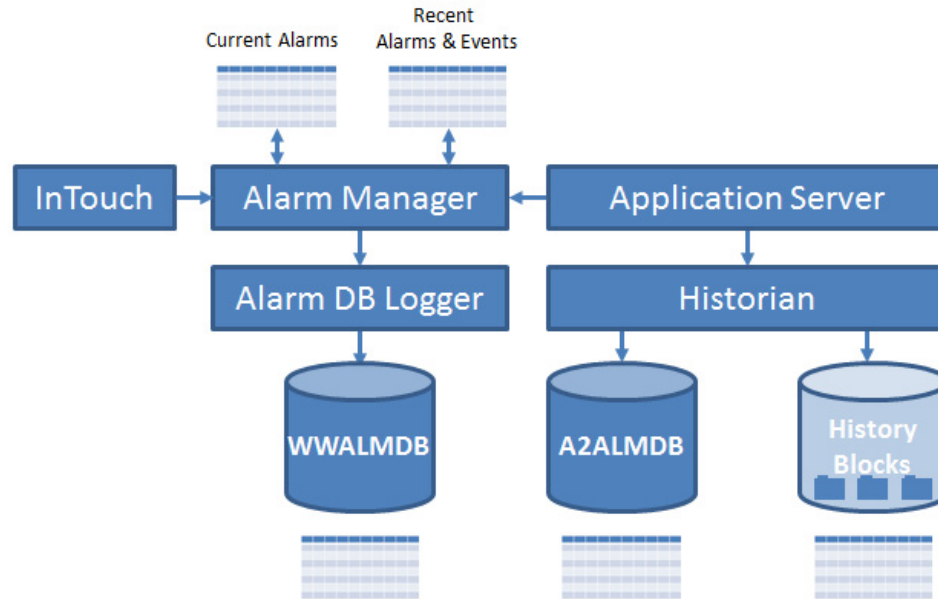 Current Alarms
Recent
Alarms & Events
InTouch
Alarm Manager
Application Server
Alarm DB Logger
Historian
WWALMDB
A2ALMDB
History
Blocks